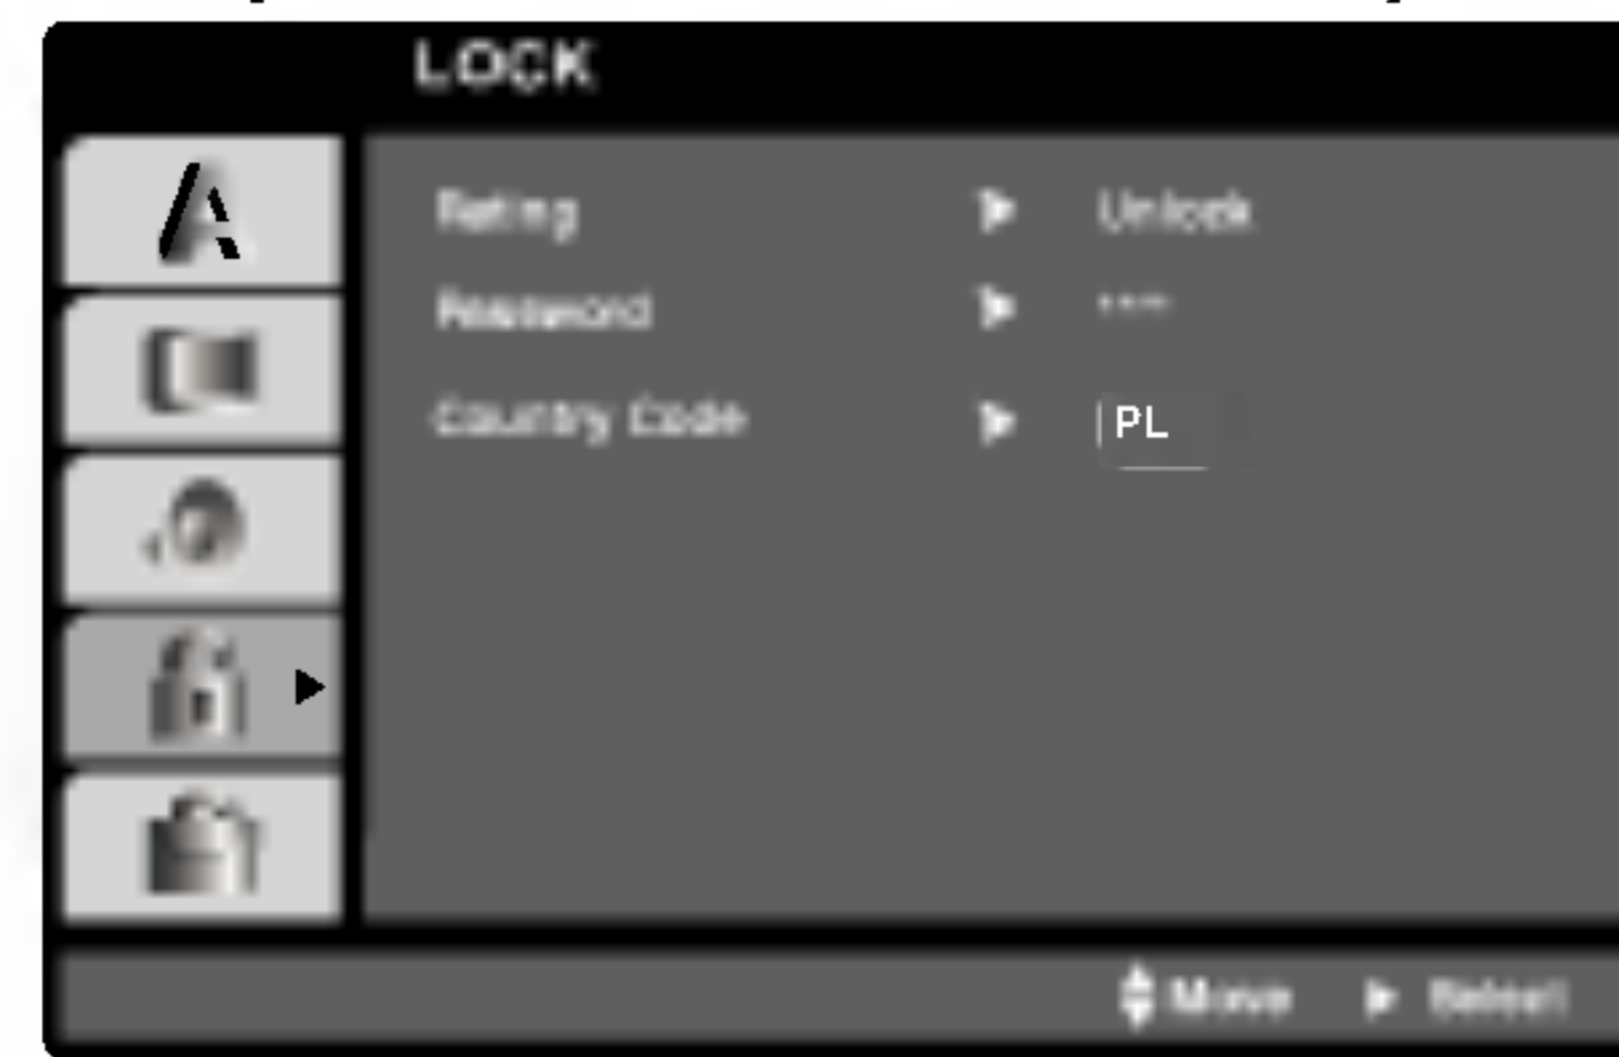 LOCK
A
Rating Unlock
Password ****
Country Code PL
Move Select